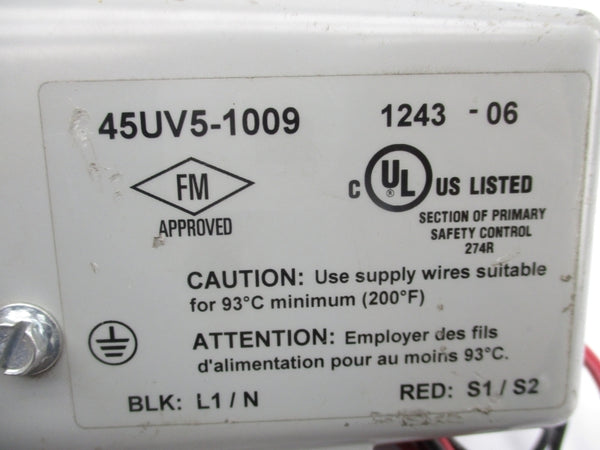 45UV5-1009 1243 - 06
FM
APPROVED
C UL ® US LISTED
SECTION OF PRIMARY
SAFETY CONTROL
274R
CAUTION: Use supply wires suitable
for 93°C minimum (200°F)
ATTENTION: Employer des fils
d'alimentation pour au moins 93°C.
BLK: L1 / N RED: S1 / S2